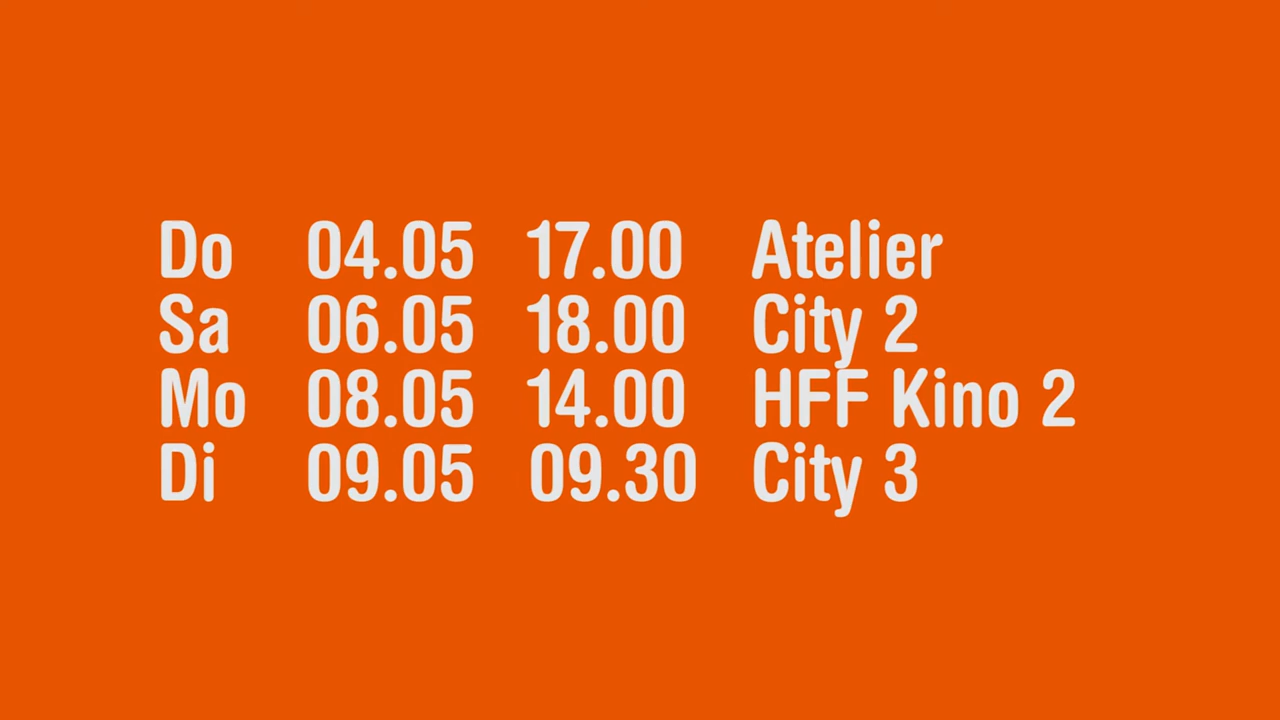 Do 04.05 17.00 Atelier
Sa 06.05 18.00 City 2
Mo 08.05 14.00 HFF Kino 2
Di 09.05 09.30 City 3